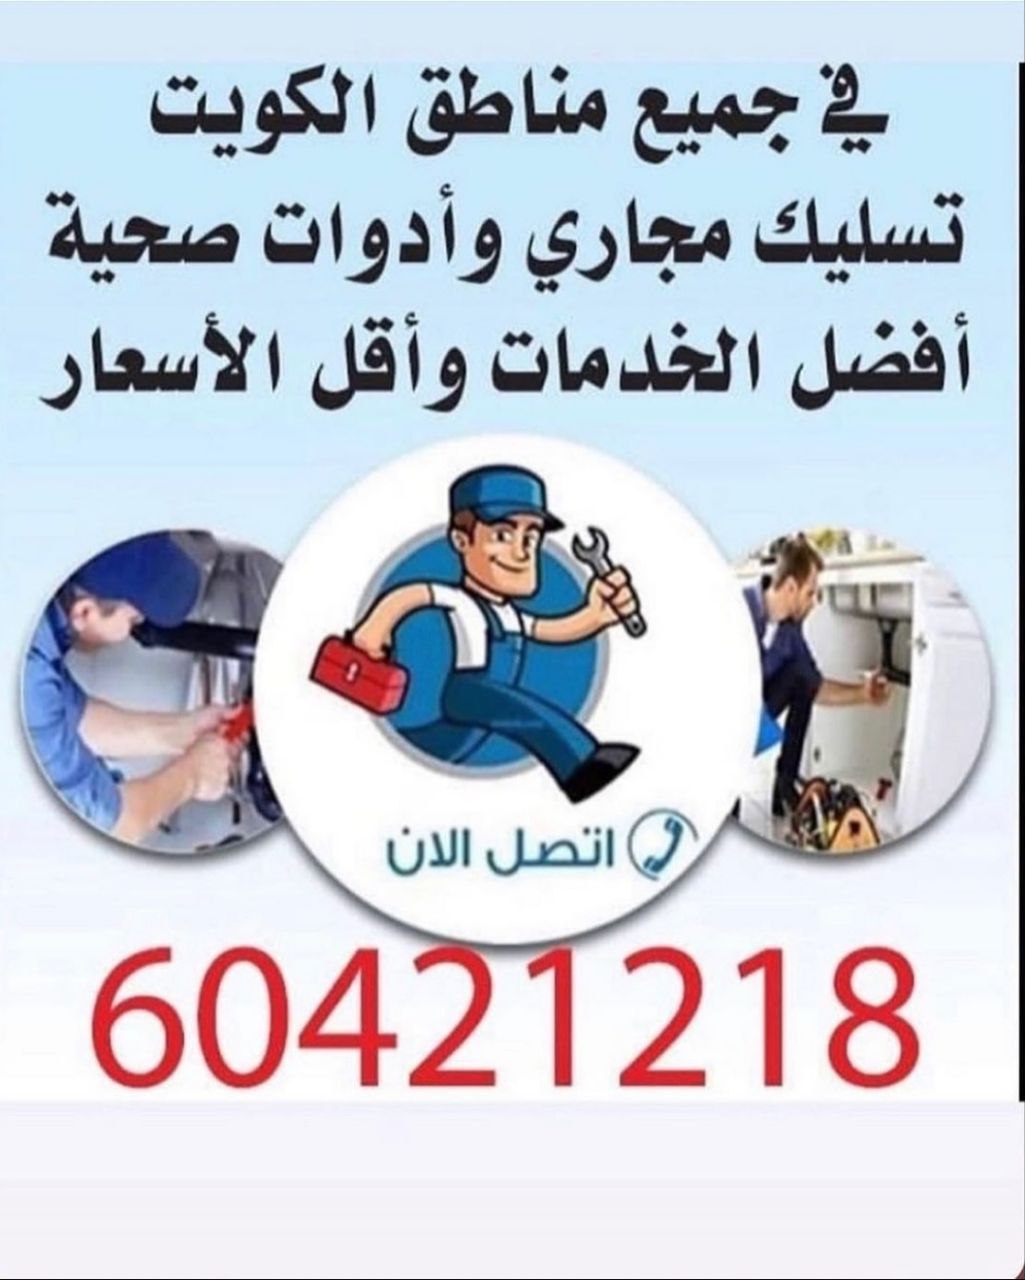 في جميع مناطق الكويت
تسليك مجاري وأدوات صحية
أفضل الخدمات وأقل الأسعار
اتصل الان
60421218